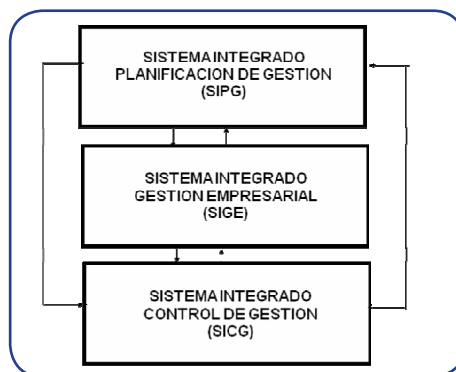 SISTEMA INTEGRADO
PLANIFICACION DE GESTION
(SIPG)
SISTEMA INTEGRADO
GESTION EMPRESARIAL
(SIGE)
SISTEMA INTEGRADO
CONTROL DE GESTION
(SICG)